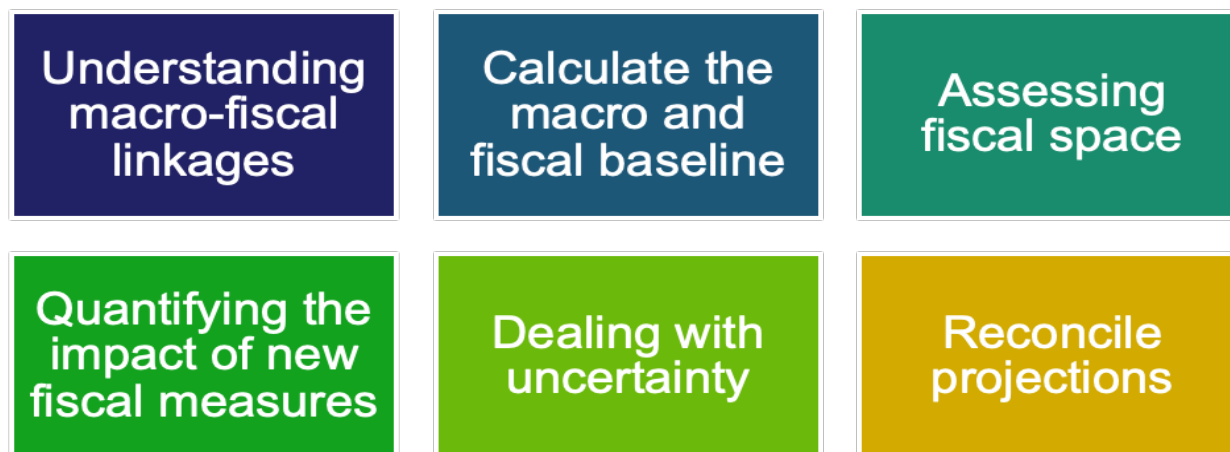 Understanding
macro-fiscal
linkages
Calculate the
macro and
fiscal baseline
Assessing
fiscal space
Quantifying the
impact of new
fiscal measures
Dealing with
uncertainty
Reconcile
projections